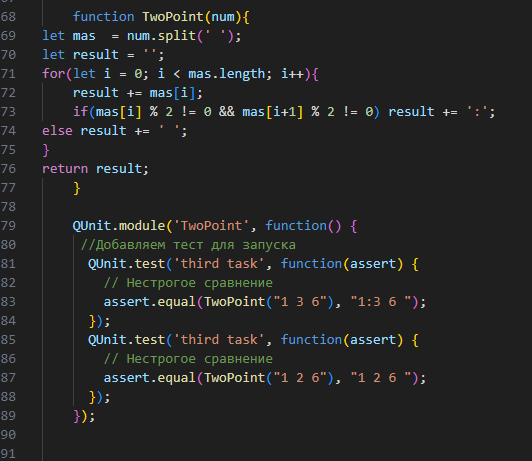 68 function TwoPoint(num){
69 let mas  = num.split(' ');
70 let result = '';
71 for(let i = 0; i < mas.length; i++){
72 result += mas[i];
73 if(mas[i] % 2 != 0 && mas[i+1] % 2 != 0) result += ':';
74 else result += ' ';
75 }
76 return result;
77 }
78
79 QUnit.module('TwoPoint', function() {
80 //Добавляем тест для запуска
81 QUnit.test('third task', function(assert) {
82 // Нестрогое сравнение
83 assert.equal(TwoPoint("1 3 6"), "1:3 6 ");
84 });
85 QUnit.test('third task', function(assert) {
86 // Нестрогое сравнение
87 assert.equal(TwoPoint("1 2 6"), "1 2 6 ");
88 });
89 });
90
91